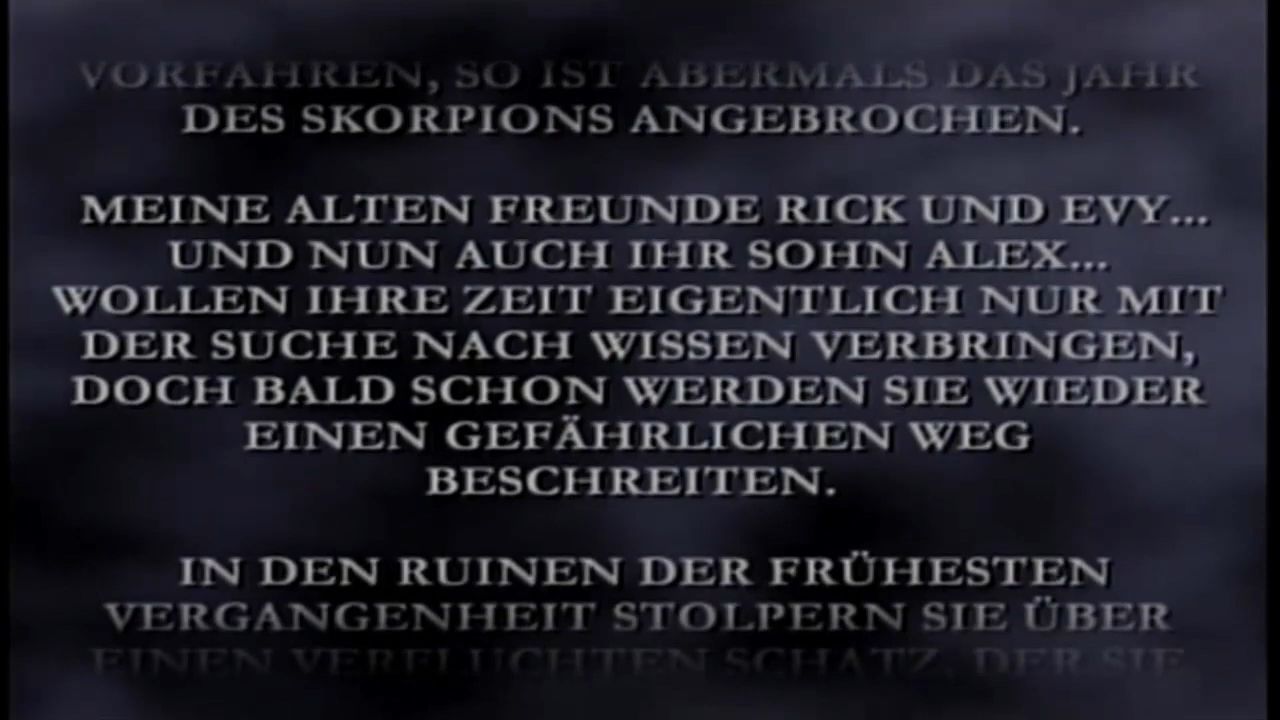 VORFAHREN, SO IST ABERMALS DAS JAHR
DES SKORPIONS ANGEBROCHEN.
MEINE ALTEN FREUNDE RICK UND EVY...
UND NUN AUCH IHR SOHN ALEX...
WOLLEN IHRE ZEIT EIGENTLICH NUR MIT
DER SUCHE NACH WISSEN VERBRINGEN,
DOCH BALD SCHON WERDEN SIE WIEDER
EINEN GEFÄHRLICHEN WEG
BESCHREITEN.
IN DEN RUINEN DER FRÜHESTEN
VERGANGENHEIT STOLPERN SIE ÜBER
EINEN VERFLUCHTEN SCHATZ, DER SIE